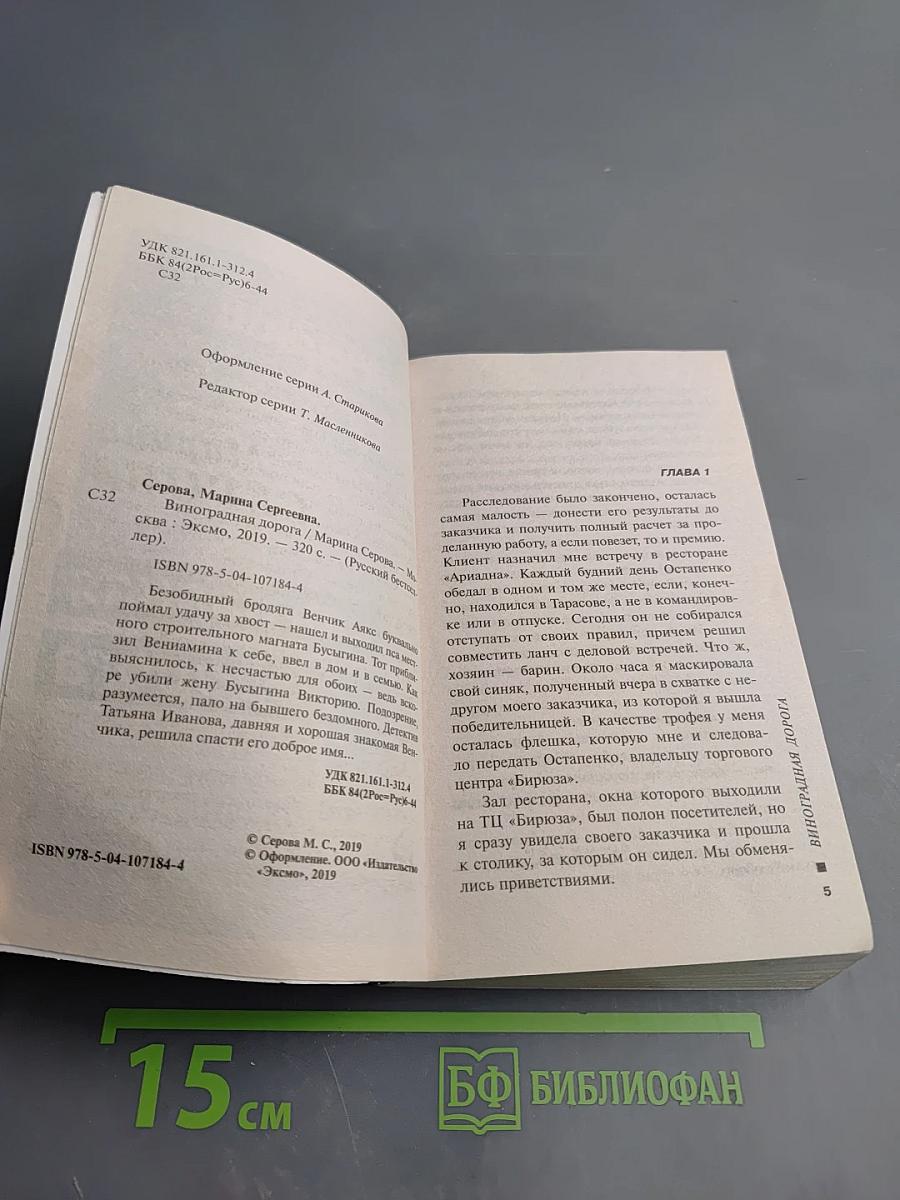 УДК 821.161.1-312.4
ББК 84(2Рос=Рус)6-44
С32
Оформление серии А. Старикова
Редактор серии Т. Масленникова
Серова, Марина Сергеевна.
С32
Виноградная дорога / Марина Серова. — Мо-
сква : Эксмо, 2019. — 320 с. — (Русский бестсел-
лер).
ISBN 978-5-04-107184-4
Безобидный бродяга Венчик Аякс буквально
поймал удачу за хвост — нашел и выходил пса мест-
ного строительного магната Бусыгина. Тот прибли-
зил Вениамина к себе, ввел в дом и в семью. Как
выяснилось, к несчастью для обоих — ведь вско-
ре убили жену Бусыгина Викторию. Подозрение,
разумеется, пало на бывшего бездомного. Детектив
Татьяна Иванова, давняя и хорошая знакомая Вен-
чика, решила спасти его доброе имя...
УДК 821.161.1-312.4
ББК 84(2Рос=Рус)6-44
© Серова М. С., 2019
© Оформление. ООО «Издательство
«Эксмо», 2019
ISBN 978-5-04-107184-4
ГЛАВА 1
Расследование было закончено, осталась
самая малость — донести его результаты до
заказчика и получить полный расчет за про-
деланную работу, а если повезет, то и премию.
Клиент назначил мне встречу в ресторане
«Ариадна». Каждый будний день Остапенко
обедал в одном и том же месте, если, конеч-
но, находился в Тарасове, а не в командиров-
ке или в отпуске. Сегодня он не собирался
отступать от своих правил, причем решил
совместить ланч с деловой встречей. Что ж,
хозяин — барин. Около часа я маскировала
свой синяк, полученный вчера в схватке с не-
другом моего заказчика, из которой я вышла
победительницей. В качестве трофея у меня
осталась флешка, которую мне и следова-
ло передать Остапенко, владельцу торгового
центра «Бирюза».
Зал ресторана, окна которого выходили
на ТЦ «Бирюза», был полон посетителей, но
я сразу увидела своего заказчика и прошла
к столику, за которым он сидел. Мы обменя-
лись приветствиями.
ВИНОГРАДНАЯ ДОРОГА
5
15 см
БФ БИБЛИОФАН